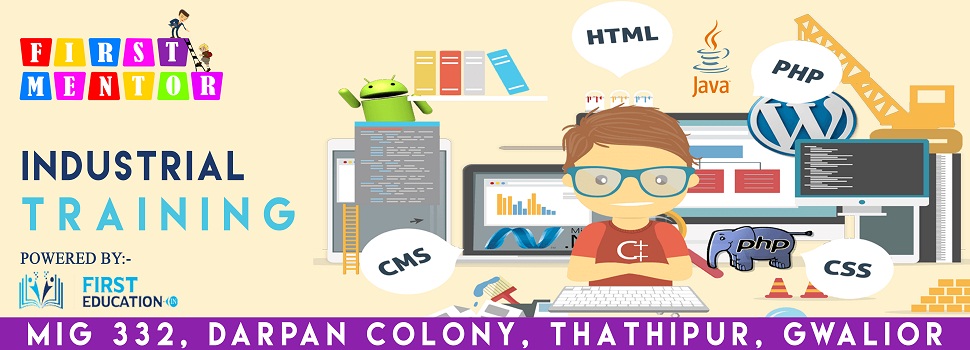 FIRST
MENTOR
INDUSTRIAL
TRAINING
POWERED BY:-
FIRST
EDUCATION
HTML
Java
PHP
W
php
C
CMS
CSS
MIG 332, DARPAN COLONY, THATHIPUR, GWALIOR